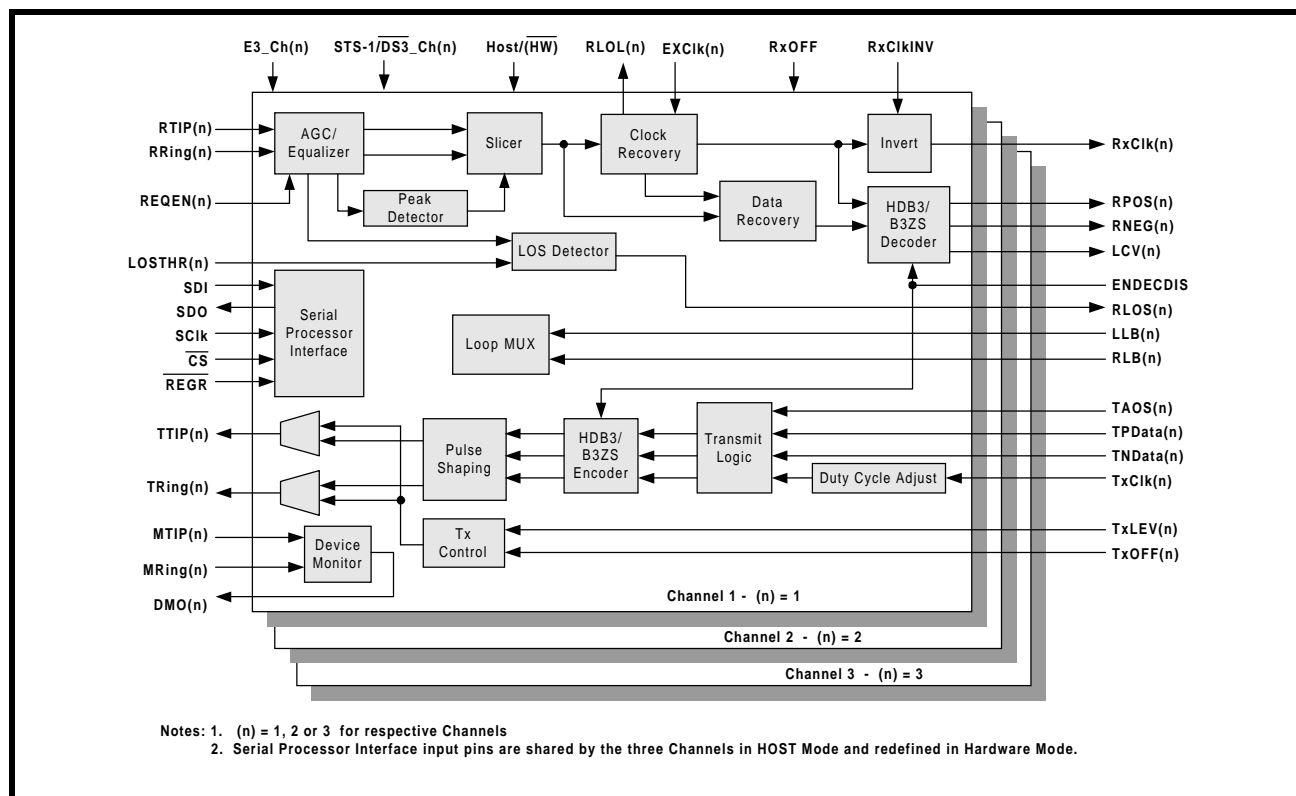 E3_Ch(n) STS-1/DS3_Ch(n) Host/(HW) RLOL(n) EXClk(n) RxOFF RxClkINV
RTIP(n)
RRing(n)
REQEN(n)
LOSTHR(n)
SDI
SDO
SClk
CS
REGR
TTIP(n)
TRing(n)
MTIP(n)
MRing(n)
DMO(n)
AGC/
Equalizer
Peak
Detector
Slicer
LOS Detector
Clock
Recovery
Data
Recovery
Invert
HDB3/
B3ZS
Decoder
Serial
Processor
Interface
Loop MUX
Pulse
Shaping
HDB3/
B3ZS
Encoder
Transmit
Logic
Duty Cycle Adjust
Tx
Control
Device
Monitor
RxClk(n)
RPOS(n)
RNEG(n)
LCV(n)
ENDECDIS
RLOS(n)
LLB(n)
RLB(n)
TAOS(n)
TPData(n)
TNData(n)
TxClk(n)
TxLEV(n)
TxOFF(n)
Channel 1 - (n) = 1
Channel 2 - (n) = 2
Channel 3 - (n) = 3
Notes: 1. (n) = 1, 2 or 3 for respective Channels
2. Serial Processor Interface input pins are shared by the three Channels in HOST Mode and redefined in Hardware Mode.